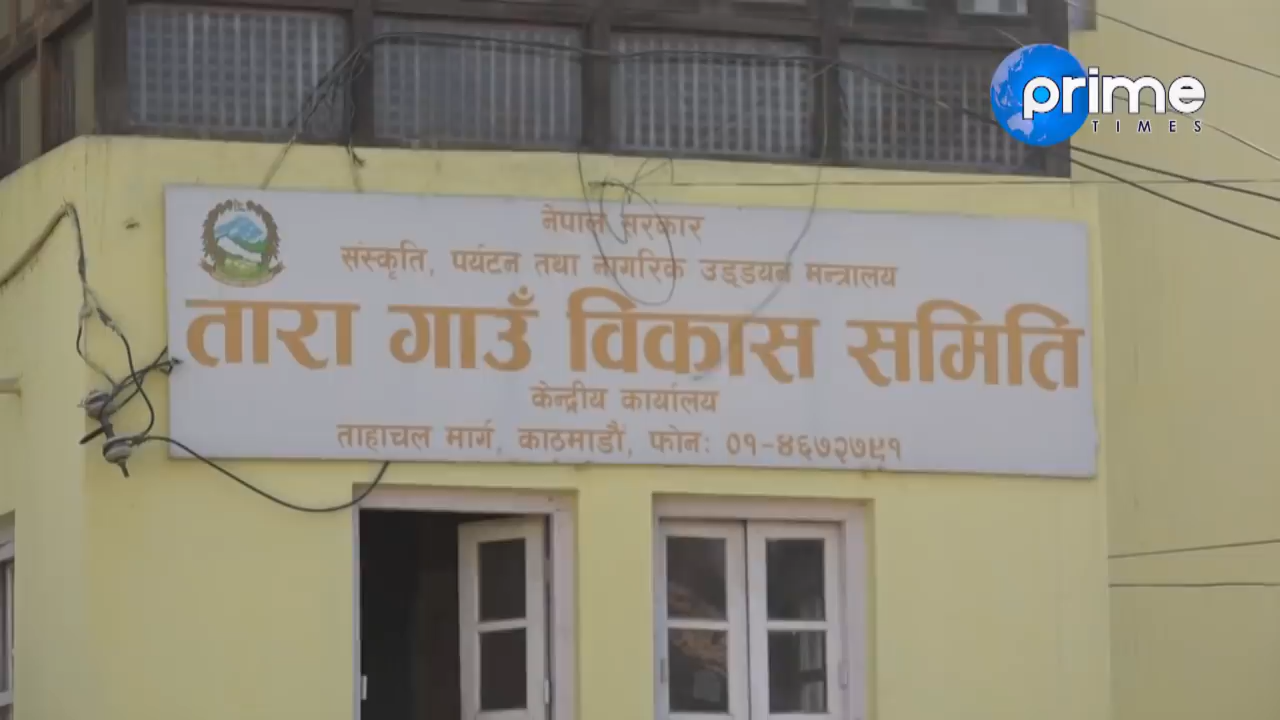 prime
TIMES
नेपाल सरकार
संस्कृति, पर्यटन तथा नागरिक उड्डयन मन्त्रालय
तारा गाउँ विकास समिति
केन्द्रीय कार्यालय
ताहाचल मार्ग, काठमाडौं, फोन: ०१-४६७२७९१